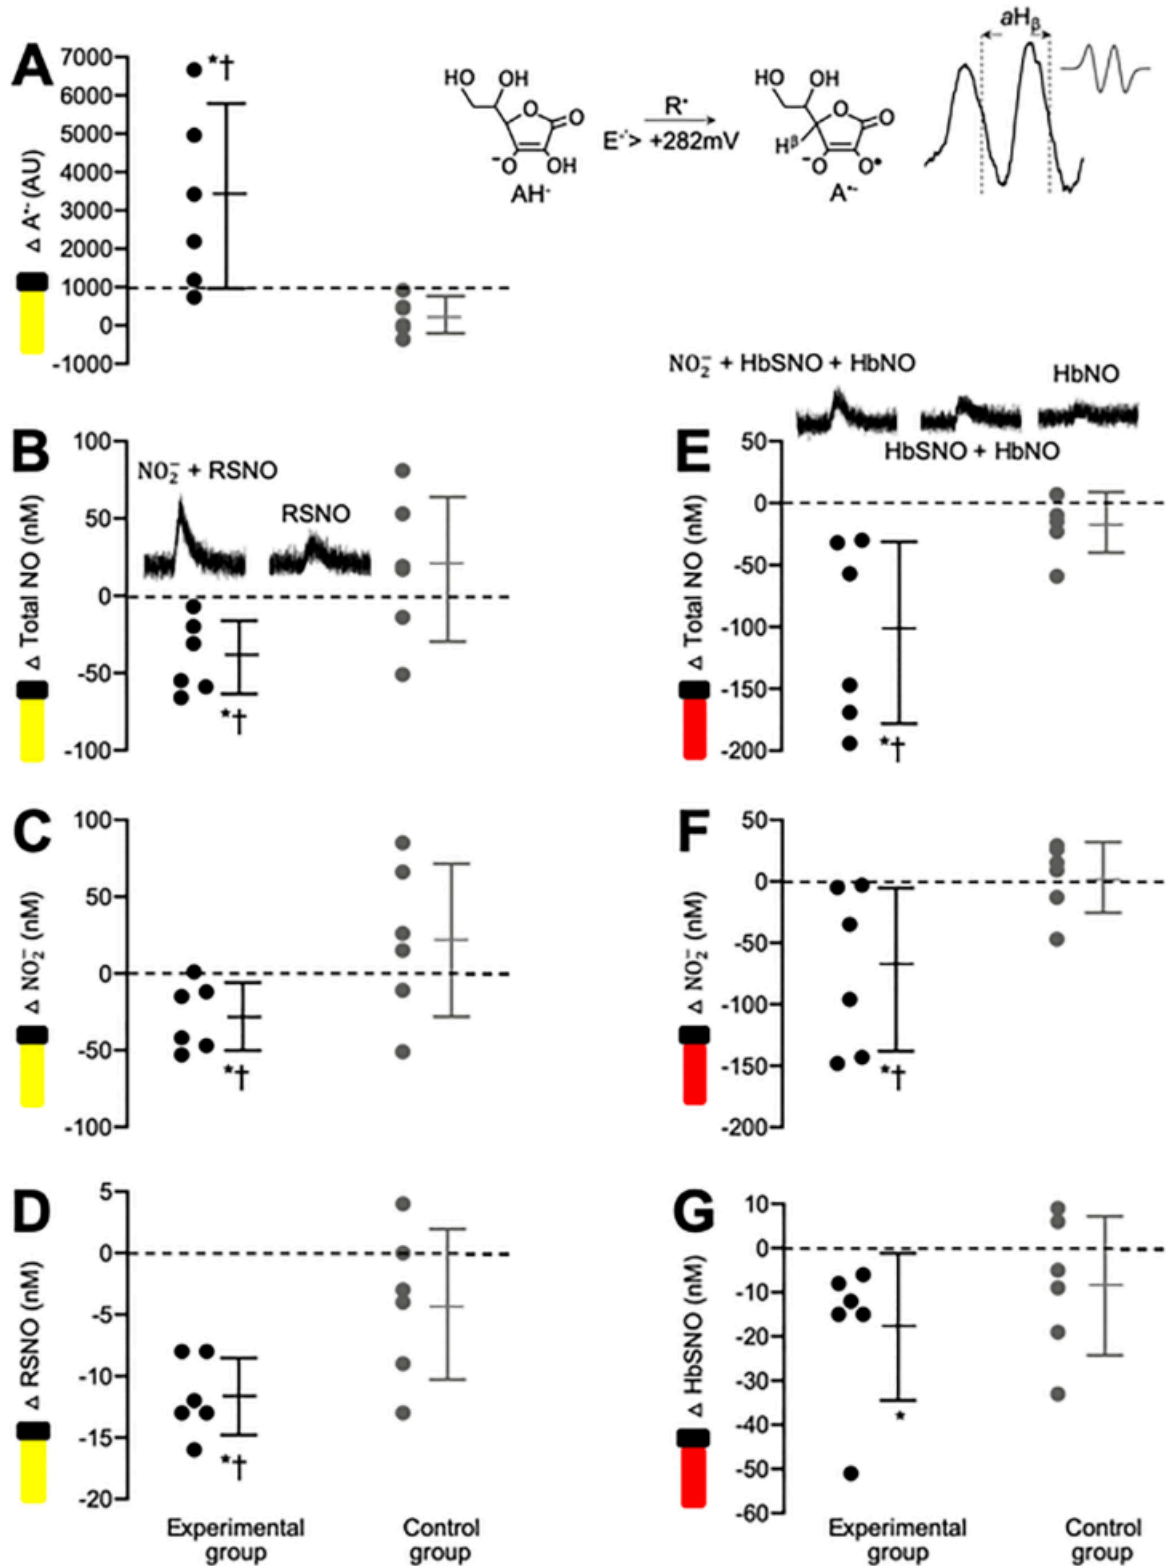 A
Δ A•- (AU)
7000
6000
5000
4000
3000
2000
1000
0
-1000
*†
HO OH
O
O
-O OH
AH-
R•
E°'> +282mV
HO OH
O
O
Hβ
-O O•
A•-
aHβ
B
Δ Total NO (nM)
100
50
0
-50
-100
NO2- + RSNO
RSNO
*†
E
Δ Total NO (nM)
NO2- + HbSNO + HbNO
HbNO
HbSNO + HbNO
50
0
-50
-100
-150
-200
*†
C
Δ NO2- (nM)
100
50
0
-50
-100
*†
F
Δ NO2- (nM)
50
0
-50
-100
-150
-200
*†
D
Δ RSNO (nM)
5
0
-5
-10
-15
-20
*†
Experimental group
Control group
G
Δ HbSNO (nM)
10
0
-10
-20
-30
-40
-50
-60
*
Experimental group
Control group